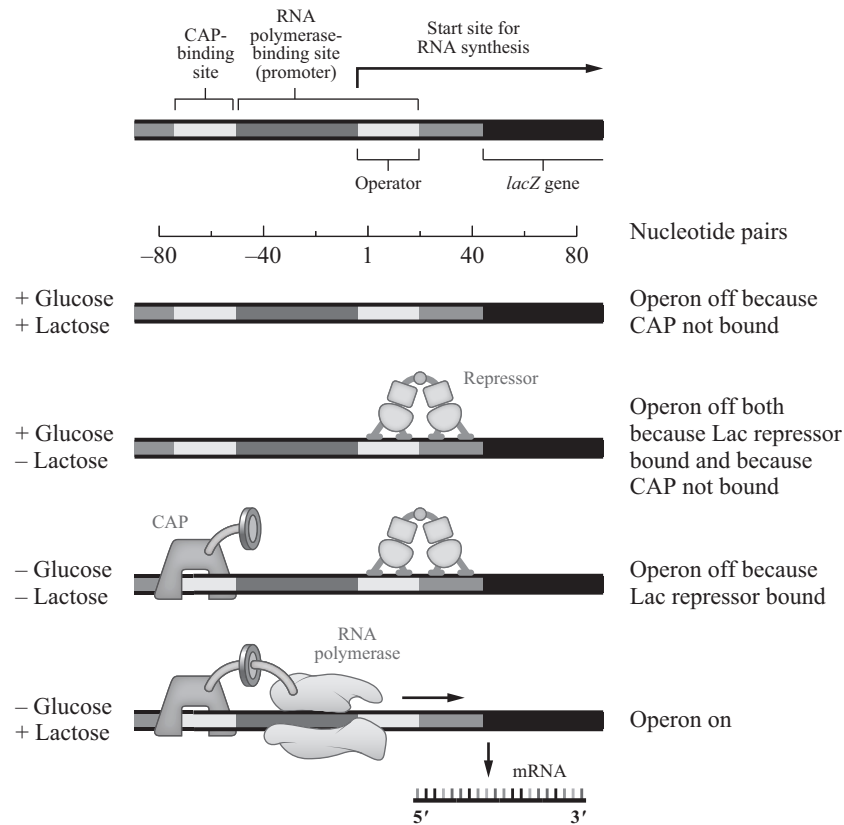 CAP-
binding
site
RNA
polymerase-
binding site
(promoter)
Start site for
RNA synthesis
Operator
lacZ gene
–80
–40
1
40
80
Nucleotide pairs
+ Glucose
+ Lactose
Operon off because
CAP not bound
Repressor
+ Glucose
– Lactose
Operon off both
because Lac repressor
bound and because
CAP not bound
CAP
– Glucose
– Lactose
Operon off because
Lac repressor bound
RNA
polymerase
– Glucose
+ Lactose
Operon on
mRNA
5′
3′